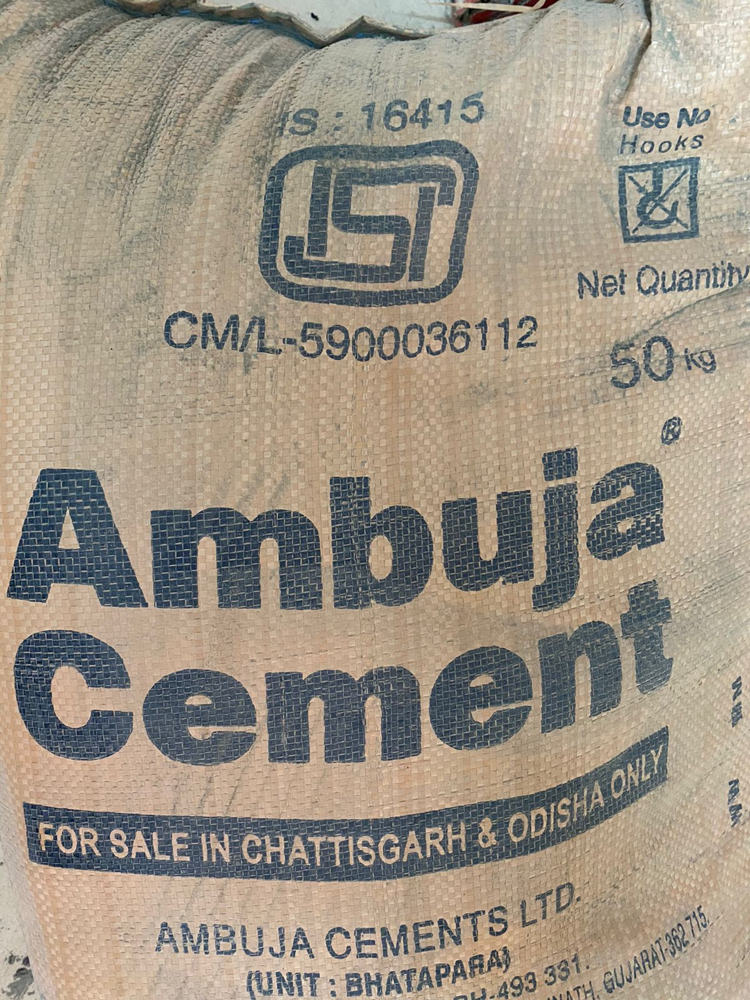 IS : 16415
ISI
CM/L-5900036112
Use No
Hooks
Net Quantity
50 kg
Ambuja®
Cement
FOR SALE IN CHATTISGARH & ODISHA ONLY
AMBUJA CEMENTS LTD.
(UNIT : BHATAPARA)
493 331.
GUJARAT-362 715.